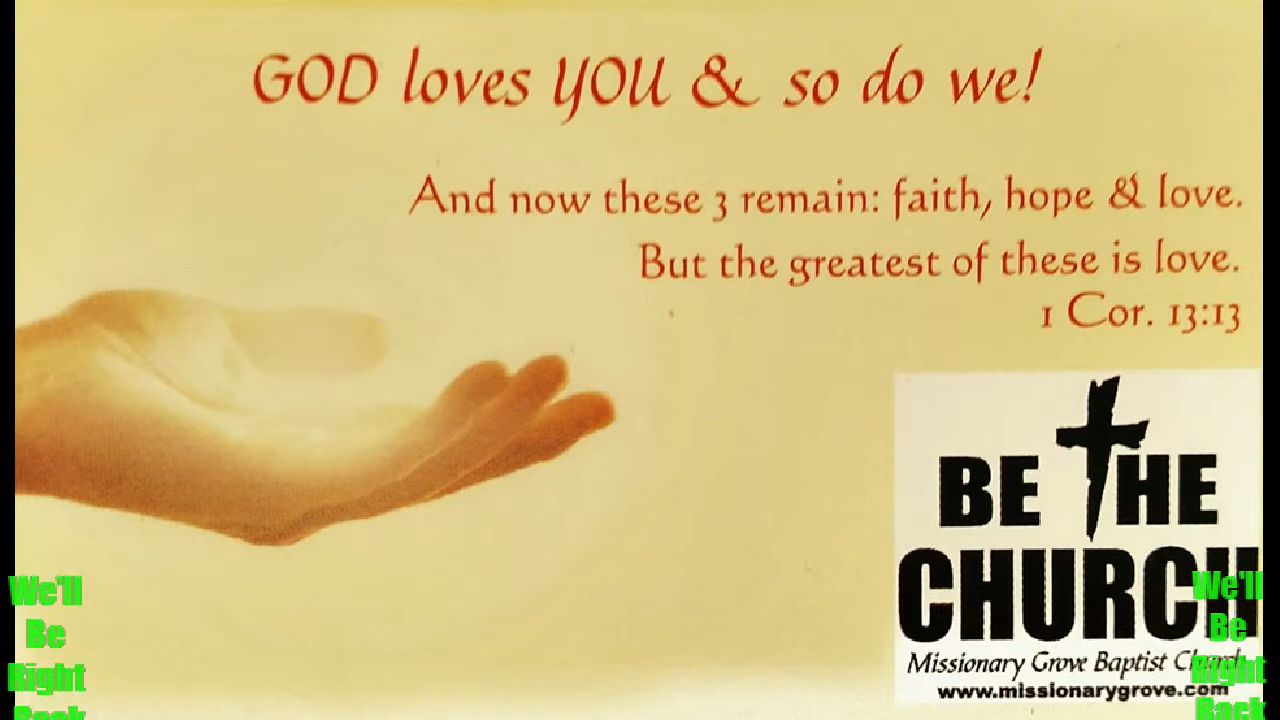 GOD loves YOU & so do we!
And now these 3 remain: faith, hope & love.
But the greatest of these is love.
1 Cor. 13:13
BE THE
CHURCH
Missionary Grove Baptist Church
www.missionarygrove.com
We'll
Be
Right
Back
We'll
Be
Right
Back